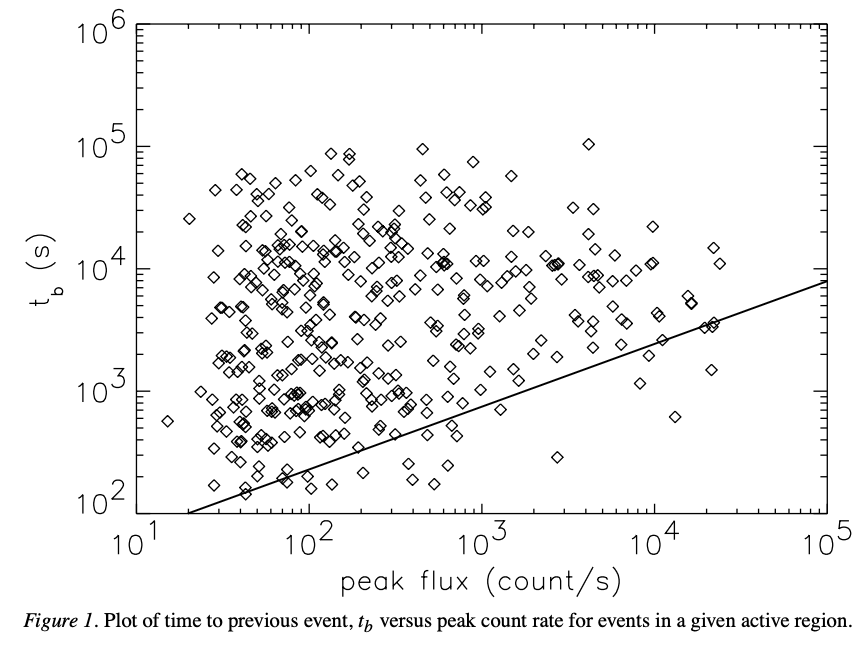 10^6
10^5
10^4
10^3
10^2
t_b (s)
10^1 10^2 10^3 10^4 10^5
peak flux (count/s)
Figure 1. Plot of time to previous event, t_b versus peak count rate for events in a given active region.